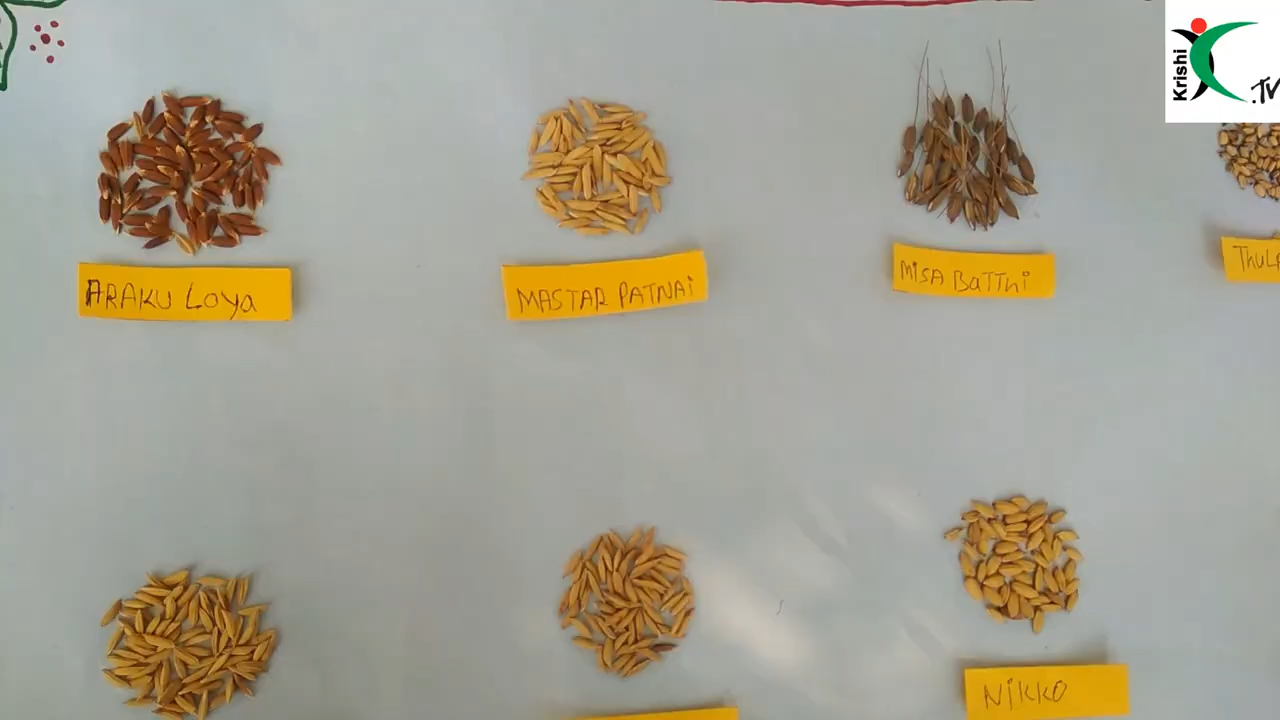 Krishi
.TV
ARAKU Loya
MASTAR PATNAi
MiSA BaTThi
NiKKO